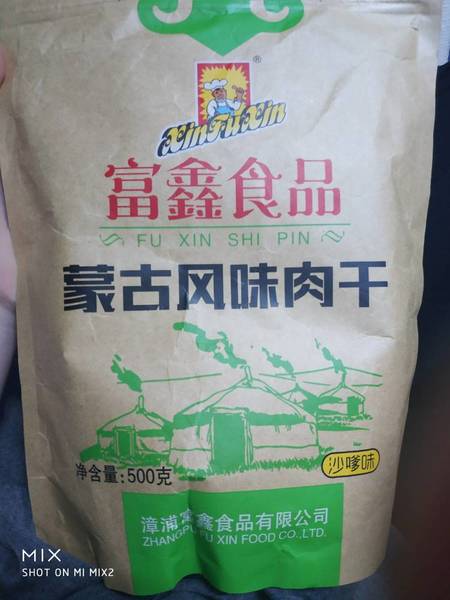 ®
XinFuXin
富鑫食品
FU XIN SHI PIN
蒙古风味肉干
沙嗲味
净含量:500克
漳浦富鑫食品有限公司
ZHANGPU FU XIN FOOD CO.,LTD.
MIX
SHOT ON MI MIX2